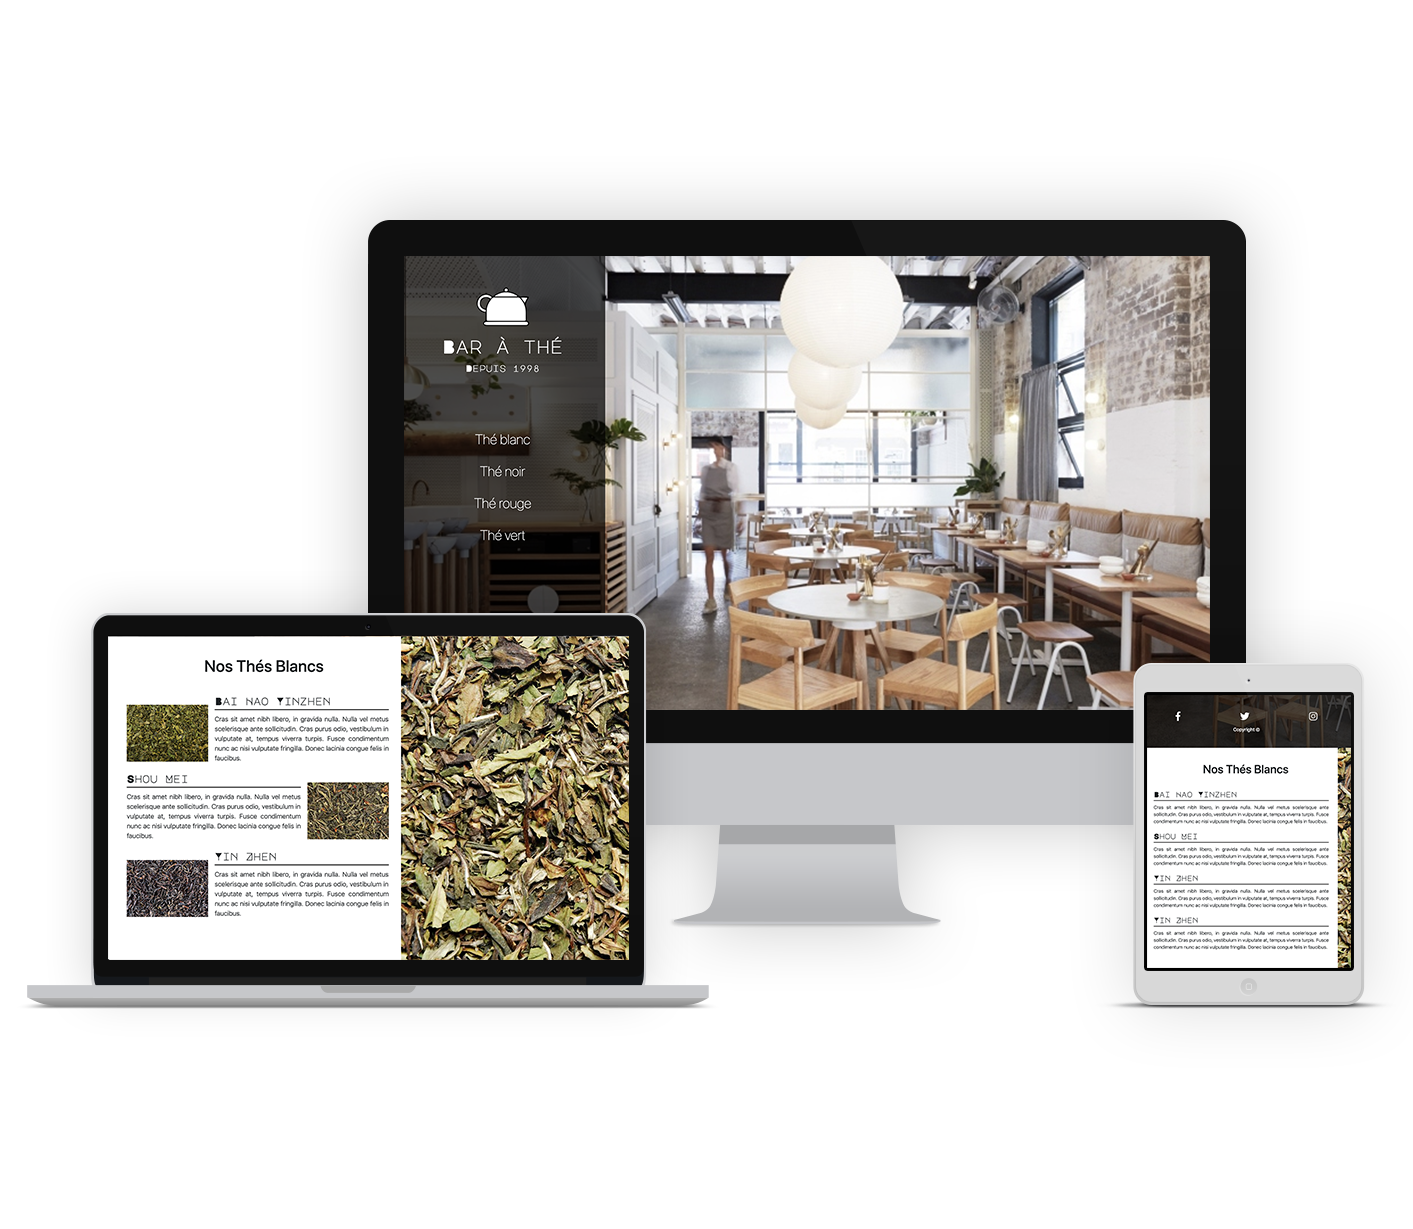 BAR À THÉ
DEPUIS 1998
Thé blanc
Thé noir
Thé rouge
Thé vert
Nos Thés Blancs
BAI NAO YINZHEN
Cras sit amet nibh libero, in gravida nulla. Nulla vel metus
scelerisque ante sollicitudin. Cras purus odio, vestibulum in
vulputate at, tempus viverra turpis. Fusce condimentum
nunc ac nisi vulputate fringilla. Donec lacinia congue felis in
faucibus.
SHOU MEI
Cras sit amet nibh libero, in gravida nulla. Nulla vel metus
scelerisque ante sollicitudin. Cras purus odio, vestibulum in
vulputate at, tempus viverra turpis. Fusce condimentum
nunc ac nisi vulputate fringilla. Donec lacinia congue felis in
faucibus.
YIN ZHEN
Cras sit amet nibh libero, in gravida nulla. Nulla vel metus
scelerisque ante sollicitudin. Cras purus odio, vestibulum in
vulputate at, tempus viverra turpis. Fusce condimentum
nunc ac nisi vulputate fringilla. Donec lacinia congue felis in
faucibus.
Copyright ©
Nos Thés Blancs
BAI NAO YINZHEN
Cras sit amet nibh libero, in gravida nulla. Nulla vel metus scelerisque ante
sollicitudin. Cras purus odio, vestibulum in vulputate at, tempus viverra turpis. Fusce
condimentum nunc ac nisi vulputate fringilla. Donec lacinia congue felis in faucibus.
SHOU MEI
Cras sit amet nibh libero, in gravida nulla. Nulla vel metus scelerisque ante
sollicitudin. Cras purus odio, vestibulum in vulputate at, tempus viverra turpis. Fusce
condimentum nunc ac nisi vulputate fringilla. Donec lacinia congue felis in faucibus.
YIN ZHEN
Cras sit amet nibh libero, in gravida nulla. Nulla vel metus scelerisque ante
sollicitudin. Cras purus odio, vestibulum in vulputate at, tempus viverra turpis. Fusce
condimentum nunc ac nisi vulputate fringilla. Donec lacinia congue felis in faucibus.
YIN ZHEN
Cras sit amet nibh libero, in gravida nulla. Nulla vel metus scelerisque ante
sollicitudin. Cras purus odio, vestibulum in vulputate at, tempus viverra turpis. Fusce
condimentum nunc ac nisi vulputate fringilla. Donec lacinia congue felis in faucibus.